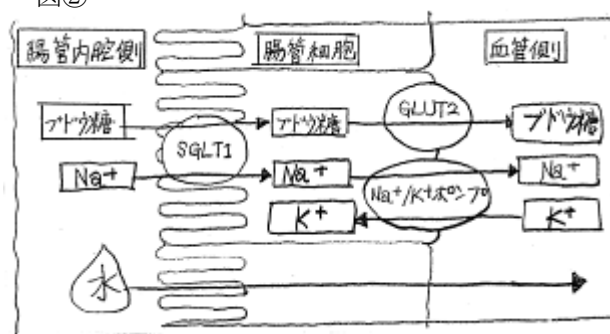 図②
腸管内腔側 腸管細胞 血管側
ブドウ糖 ブドウ糖 GLUT2 ブドウ糖
SGLT1
Na+ Na+ Na+/K+ポンプ Na+
K+ K+
水